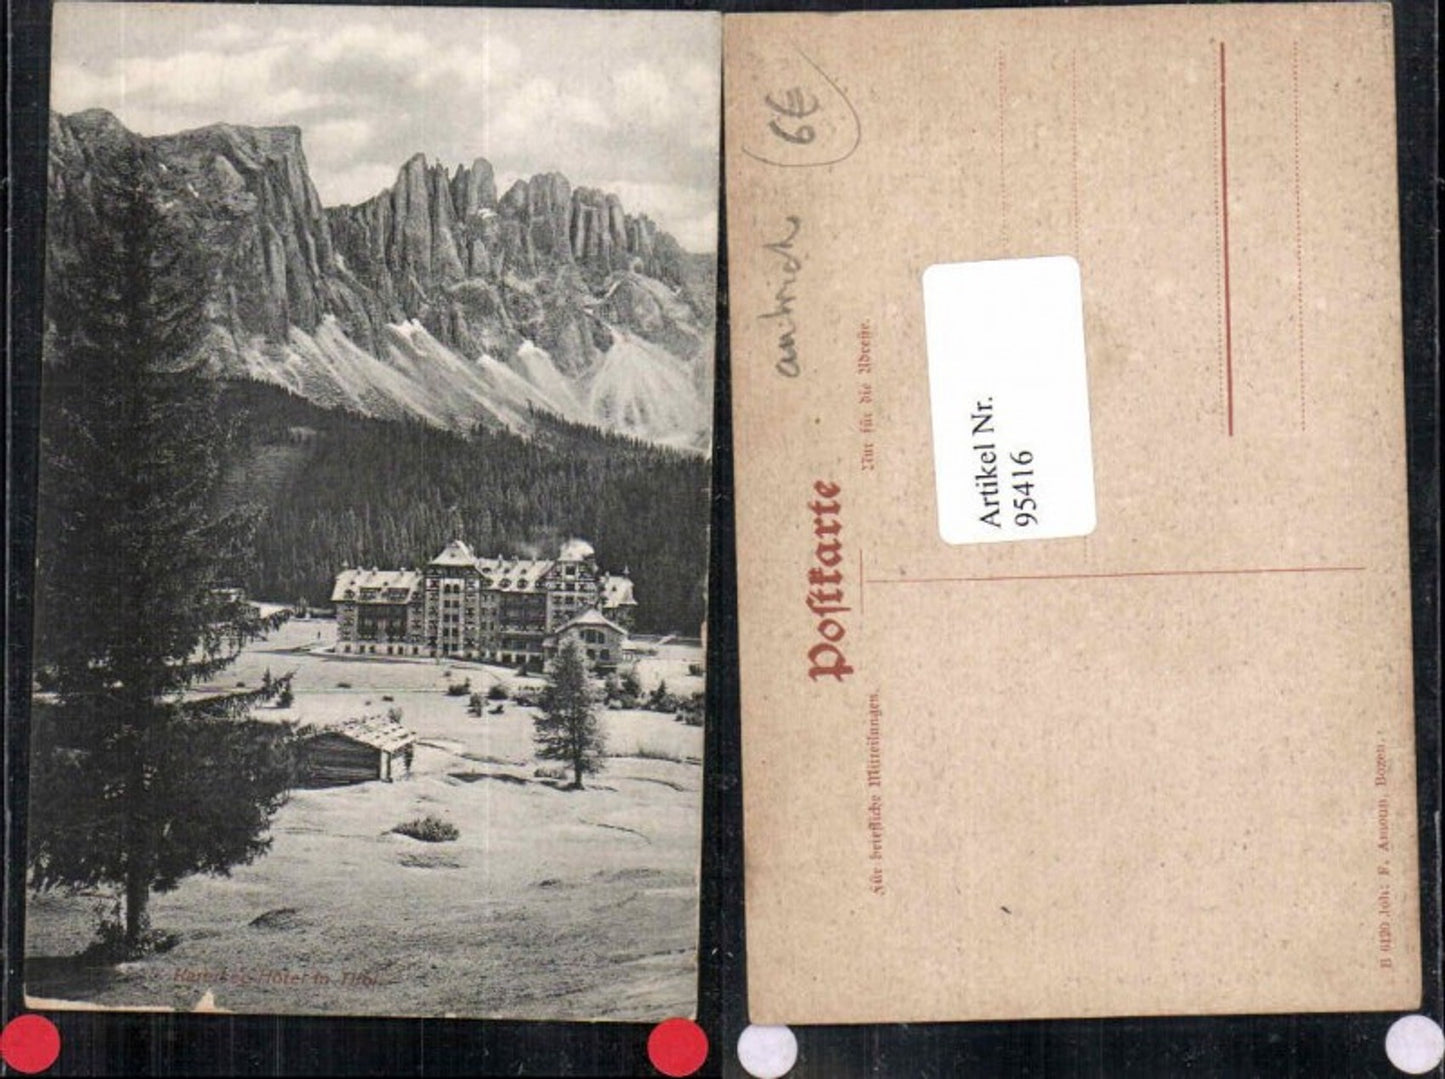 Karersee-Hotel in Tirol.
6€
Postkarte
Nur für die Adresse.
Artikel Nr.
95416
Für briefliche Mitteilungen.
B 6120 Joh. F. Amonn, Bozen.